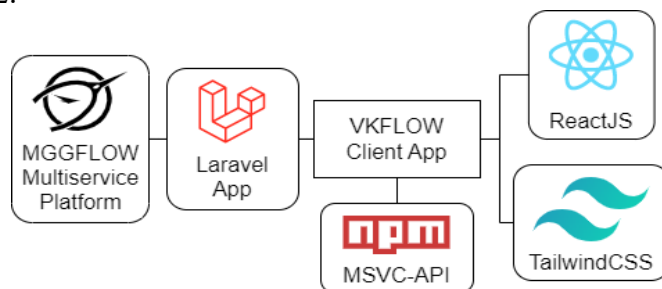 MGGFLOW
Multiservice
Platform
Laravel
App
VKFLOW
Client App
npm
MSVC-API
ReactJS
TailwindCSS